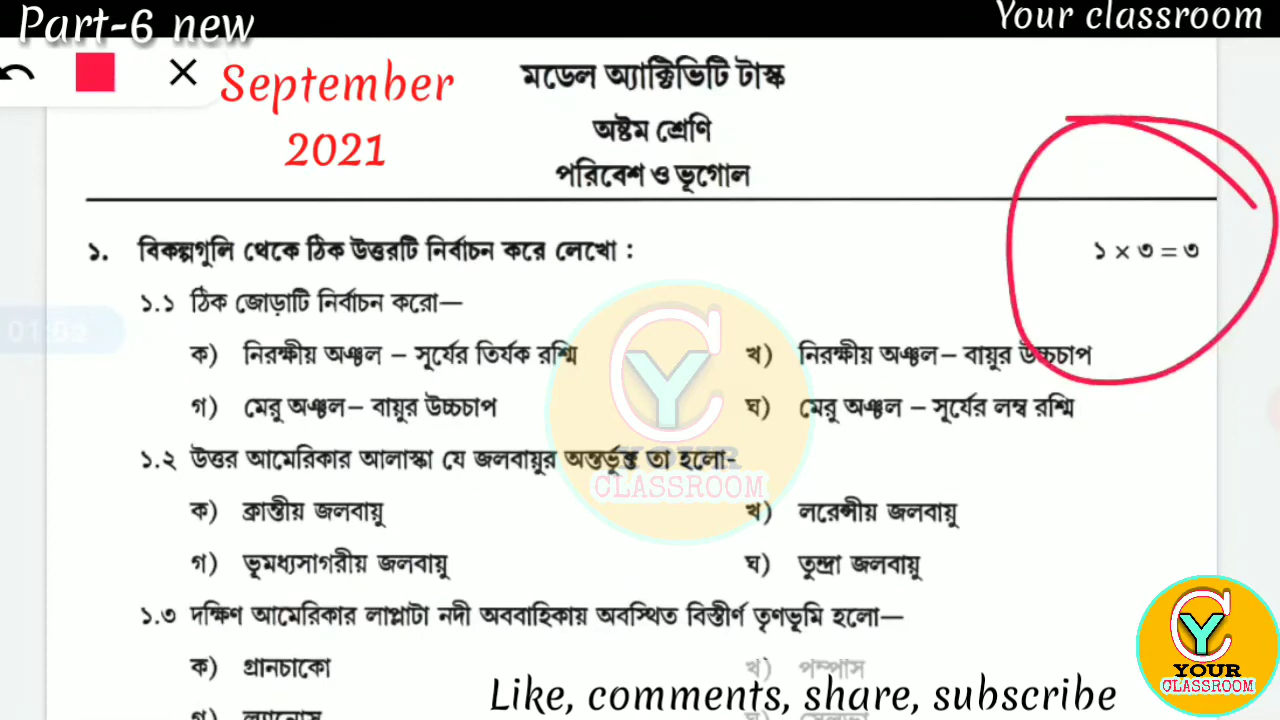 Part-6 new
Your classroom
September
2021
মডেল অ্যাক্টিভিটি টাস্ক
অষ্টম শ্রেণি
পরিবেশ ও ভূগোল
১. বিকল্পগুলি থেকে ঠিক উত্তরটি নির্বাচন করে লেখো : ১ × ৩ = ৩
১.১ ঠিক জোড়াটি নির্বাচন করো—
ক) নিরক্ষীয় অঞ্চল – সূর্যের তির্যক রশ্মি খ) নিরক্ষীয় অঞ্চল – বায়ুর উচ্চচাপ
গ) মেরু অঞ্চল – বায়ুর উচ্চচাপ ঘ) মেরু অঞ্চল – সূর্যের লম্ব রশ্মি
১.২ উত্তর আমেরিকার আলাস্কা যে জলবায়ুর অন্তর্ভুক্ত তা হলো-
YOUR
CLASSROOM
ক) ক্রান্তীয় জলবায়ু খ) লরেন্সীয় জলবায়ু
গ) ভূমধ্যসাগরীয় জলবায়ু ঘ) তুন্দ্রা জলবায়ু
১.৩ দক্ষিণ আমেরিকার লাপ্লাটা নদী অববাহিকায় অবস্থিত বিস্তীর্ণ তৃণভূমি হলো—
ক) গ্রানচাকো খ) পম্পাস
গ) ল্যানোস
Like, comments, share, subscribe
YOUR
CLASSROOM